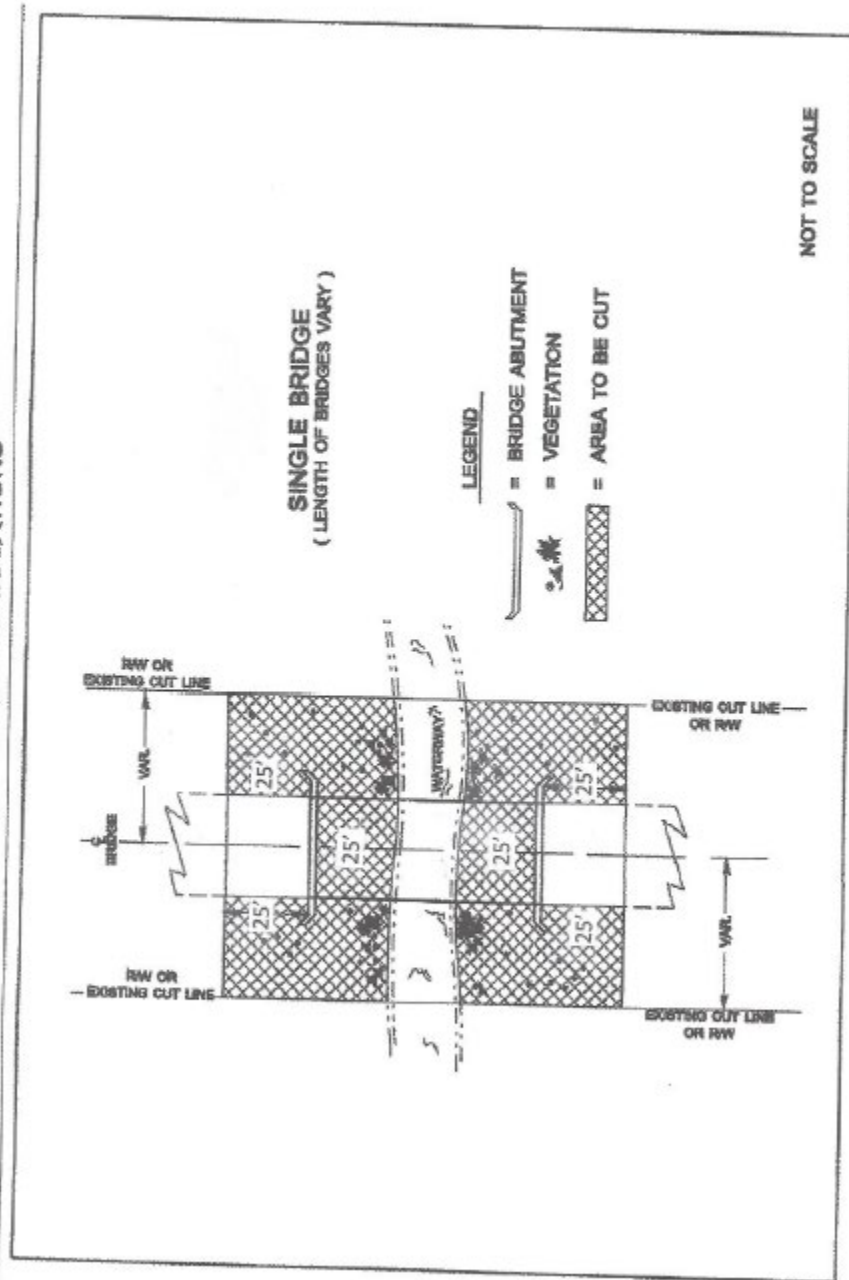 SINGLE BRIDGE
( LENGTH OF BRIDGES VARY )
LEGEND
= BRIDGE ABUTMENT
= VEGETATION
= AREA TO BE CUT
NOT TO SCALE
R/W OR
EXISTING CUT LINE
VAR.
BRIDGE
R/W OR
EXISTING CUT LINE
25'
25'
25'
WATERWAY
25'
25'
25'
EXISTING CUT LINE
OR R/W
VAR.
EXISTING CUT LINE
OR R/W